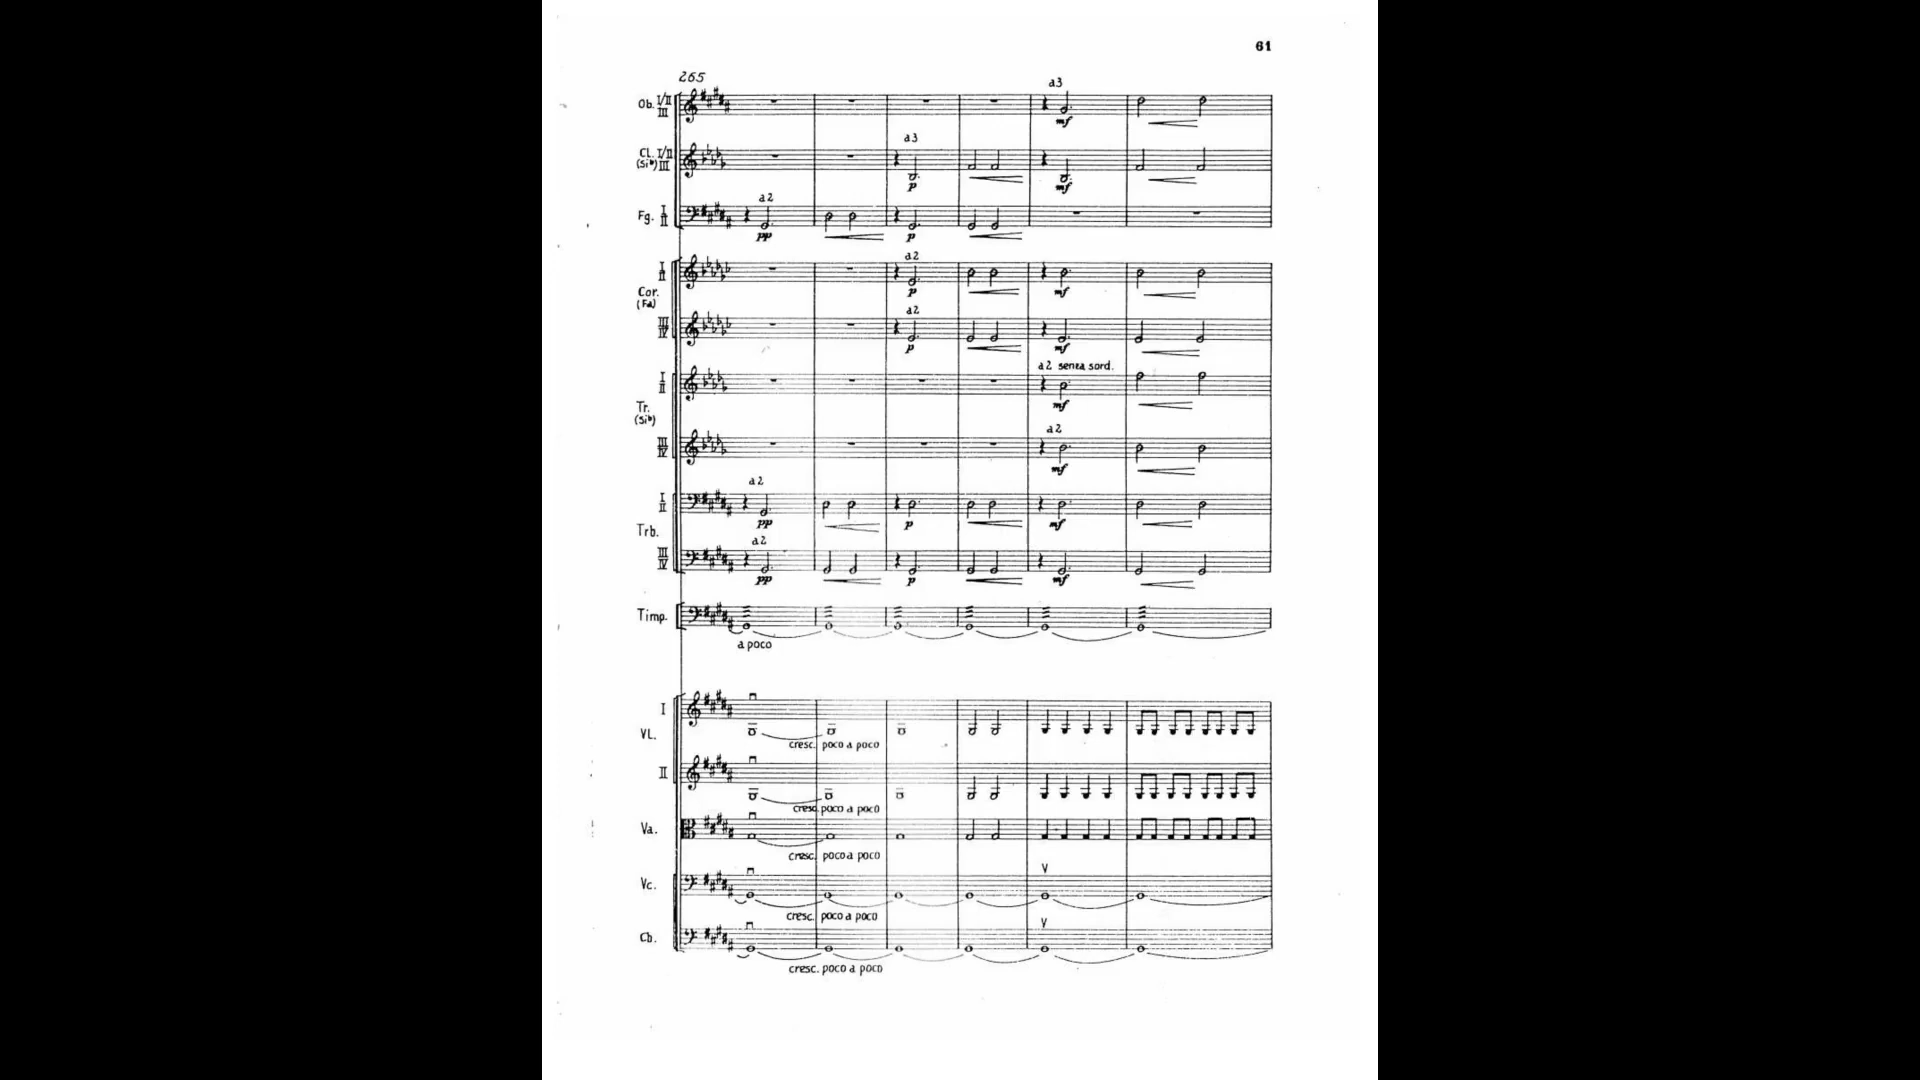 61
265
a3
Ob. I/II
III
mf
a3
Cl. I/II
(Sib) III
p
mf
a2
Fg. I
II
pp
p
a2
I
II
p
mf
Cor.
(Fa)
a2
III
IV
p
mf
a2 senza sord.
I
II
mf
Tr.
(Sib)
a2
III
IV
mf
a2
I
II
pp
p
mf
Trb.
a2
III
IV
pp
p
mf
Timp.
a poco
I
VL.
cresc. poco a poco
II
cresc. poco a poco
Va.
cresc. poco a poco
V
Vc.
cresc. poco a poco
V
Cb.
cresc. poco a poco